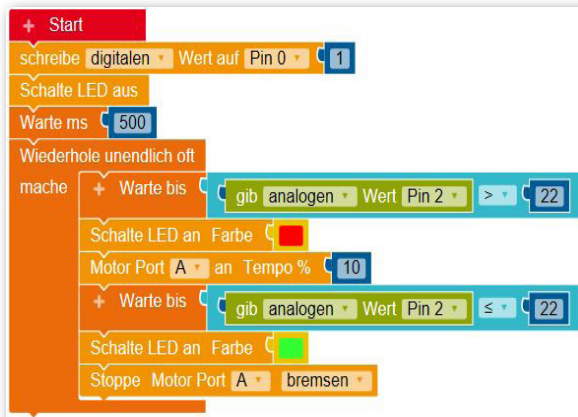 + Start
schreibe digitalen Wert auf Pin 0 1
Schalte LED aus
Warte ms 500
Wiederhole unendlich oft
mache + Warte bis gib analogen Wert Pin 2 > 22
Schalte LED an Farbe
Motor Port A an Tempo % 10
+ Warte bis gib analogen Wert Pin 2 ≤ 22
Schalte LED an Farbe
Stoppe Motor Port A bremsen